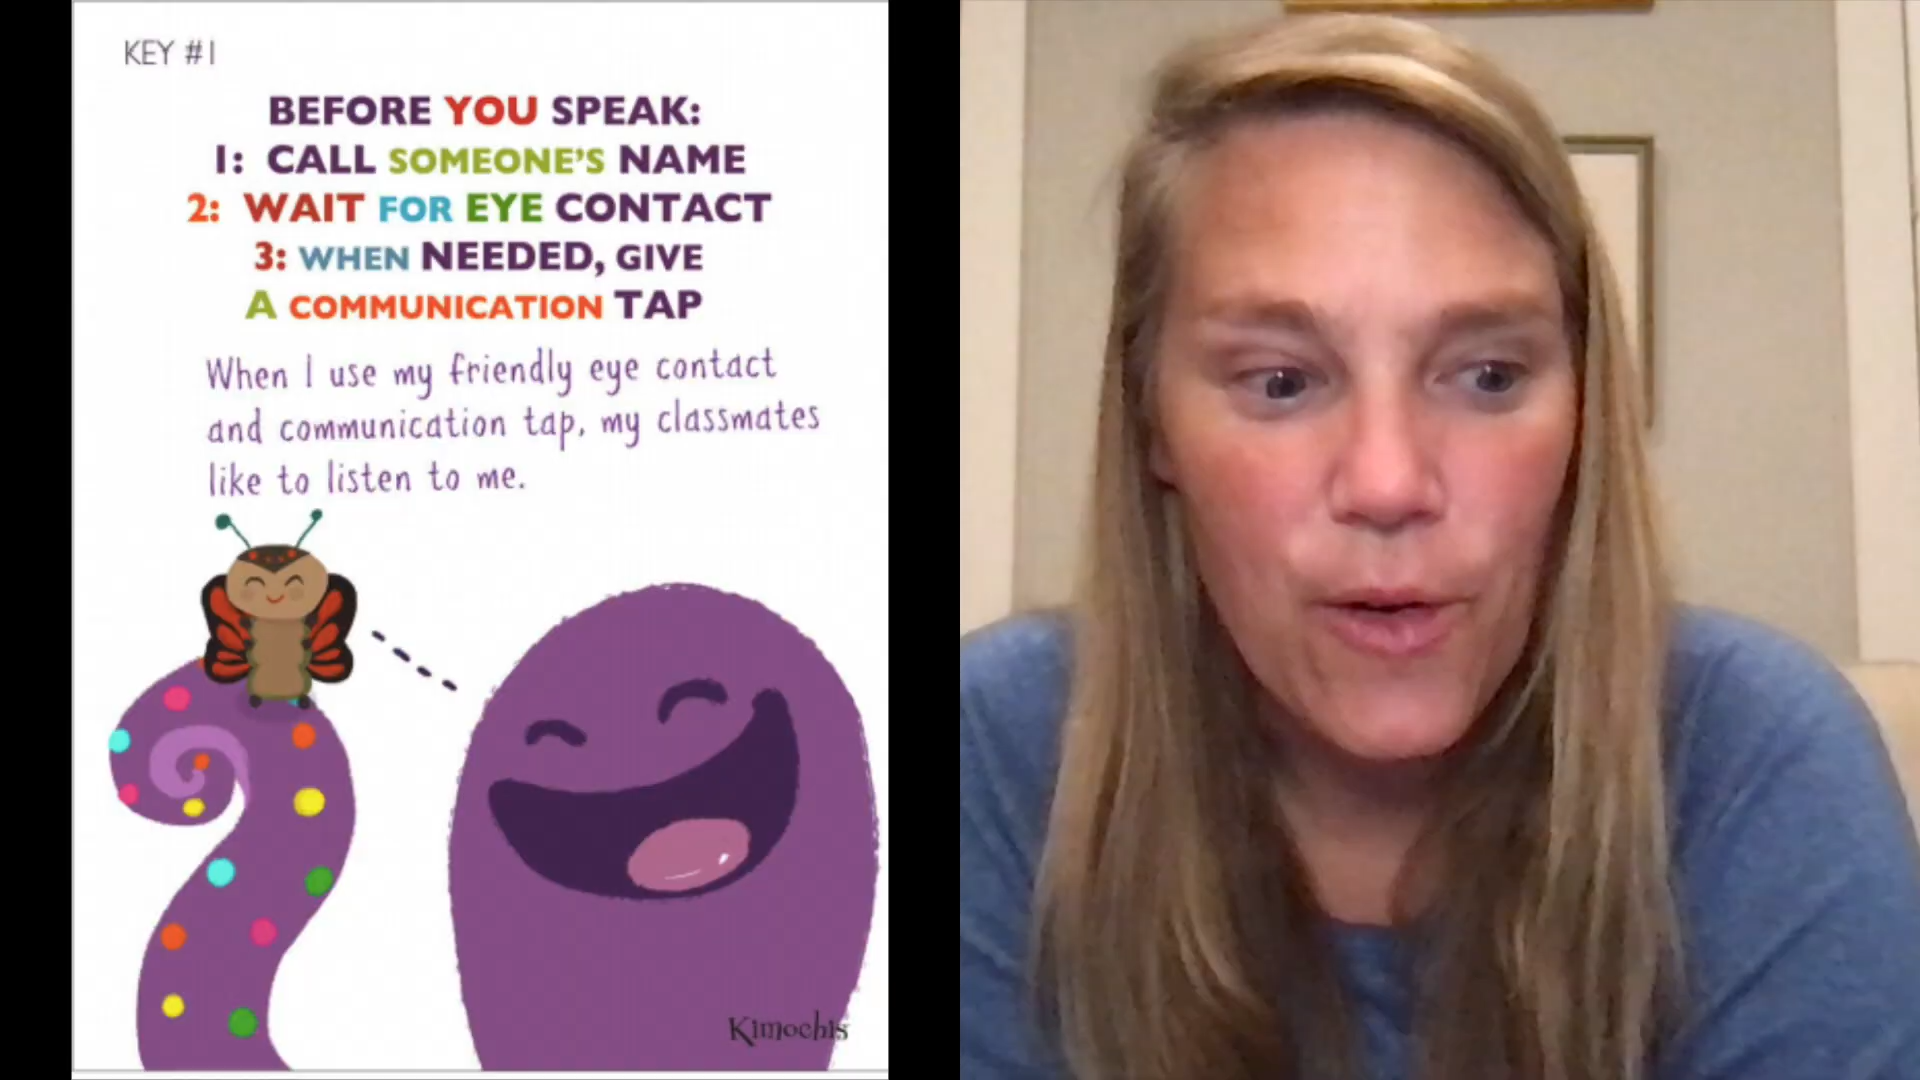 KEY #1
BEFORE YOU SPEAK:
1: CALL SOMEONE'S NAME
2: WAIT FOR EYE CONTACT
3: WHEN NEEDED, GIVE
A COMMUNICATION TAP
When I use my friendly eye contact
and communication tap, my classmates
like to listen to me.
Kimochis